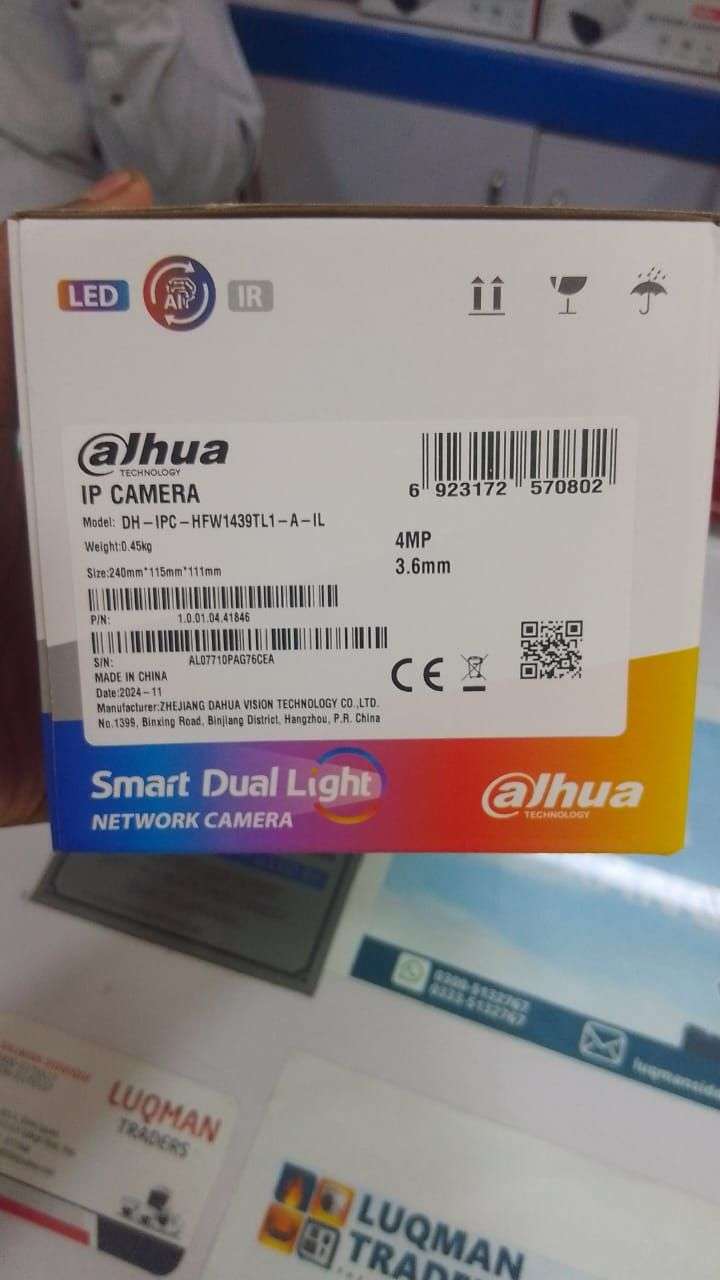 LED AI IR
alhua
TECHNOLOGY
IP CAMERA
Model: DH-IPC-HFW1439TL1-A-IL
Weight:0.45kg
Size:240mm*115mm*111mm
6 923172 570802
4MP
3.6mm
P/N: 1.0.01.04.41846
S/N: AL07710PAG76CEA
MADE IN CHINA
Date:2024-11
Manufacturer:ZHEJIANG DAHUA VISION TECHNOLOGY CO.,LTD.
No.1399, Binxing Road, Binjiang District, Hangzhou, P.R. China
CE
Smart Dual Light
NETWORK CAMERA
alhua
TECHNOLOGY
LUQMAN
TRADERS
LUQMAN